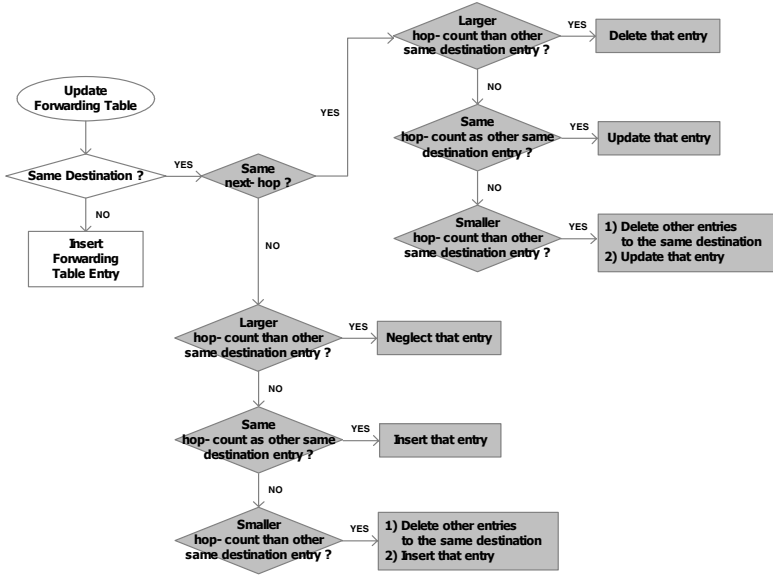 Update
Forwarding Table
Same Destination ?
YES
NO
Insert
Forwarding
Table Entry
Same
next- hop ?
YES
Larger
hop- count than other
same destination entry ?
YES
Delete that entry
NO
Same
hop- count as other same
destination entry ?
YES
Update that entry
NO
Smaller
hop- count than other
same destination entry ?
YES
1) Delete other entries
to the same destination
2) Update that entry
NO
Larger
hop- count than other
same destination entry ?
YES
Neglect that entry
NO
Same
hop- count as other same
destination entry ?
YES
Insert that entry
NO
Smaller
hop- count than other
same destination entry ?
YES
1) Delete other entries
to the same destination
2) Insert that entry